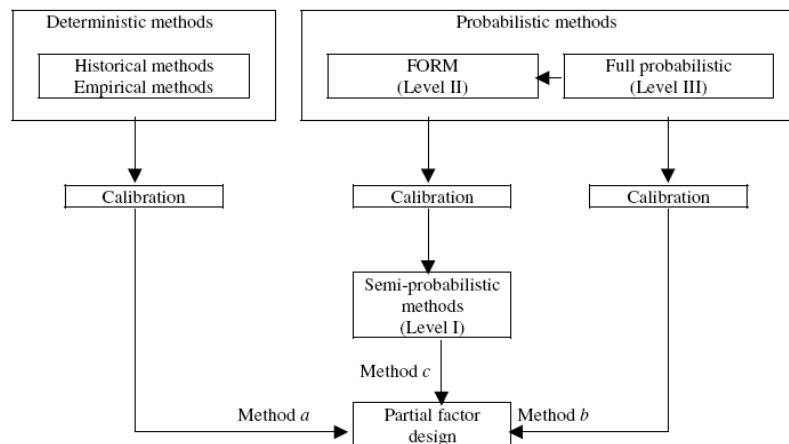 Deterministic methods
Probabilistic methods
Historical methods
Empirical methods
FORM
(Level II)
Full probabilistic
(Level III)
Calibration
Calibration
Calibration
Semi-probabilistic
methods
(Level I)
Method c
Method a
Partial factor
design
Method b